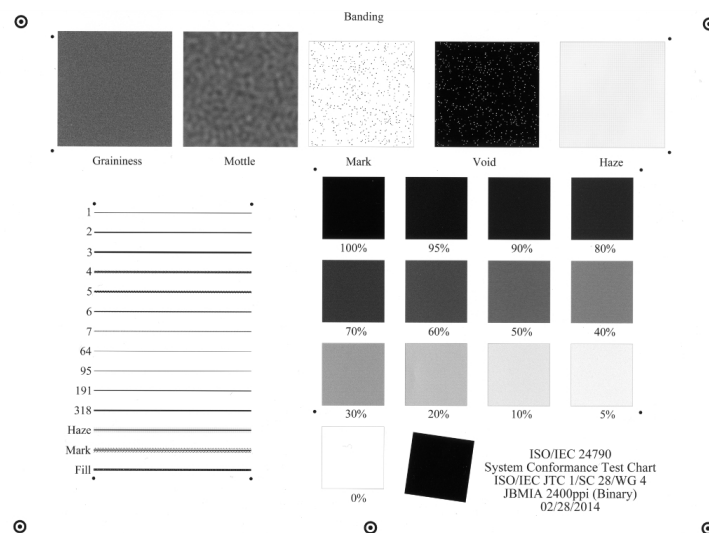 Banding
Graininess Mottle Mark Void Haze
1
2
3
4
5
6
7
64
95
191
318
Haze
Mark
Fill
100% 95% 90% 80%
70% 60% 50% 40%
30% 20% 10% 5%
0%
ISO/IEC 24790
System Conformance Test Chart
ISO/IEC JTC 1/SC 28/WG 4
JBMIA 2400ppi (Binary)
02/28/2014